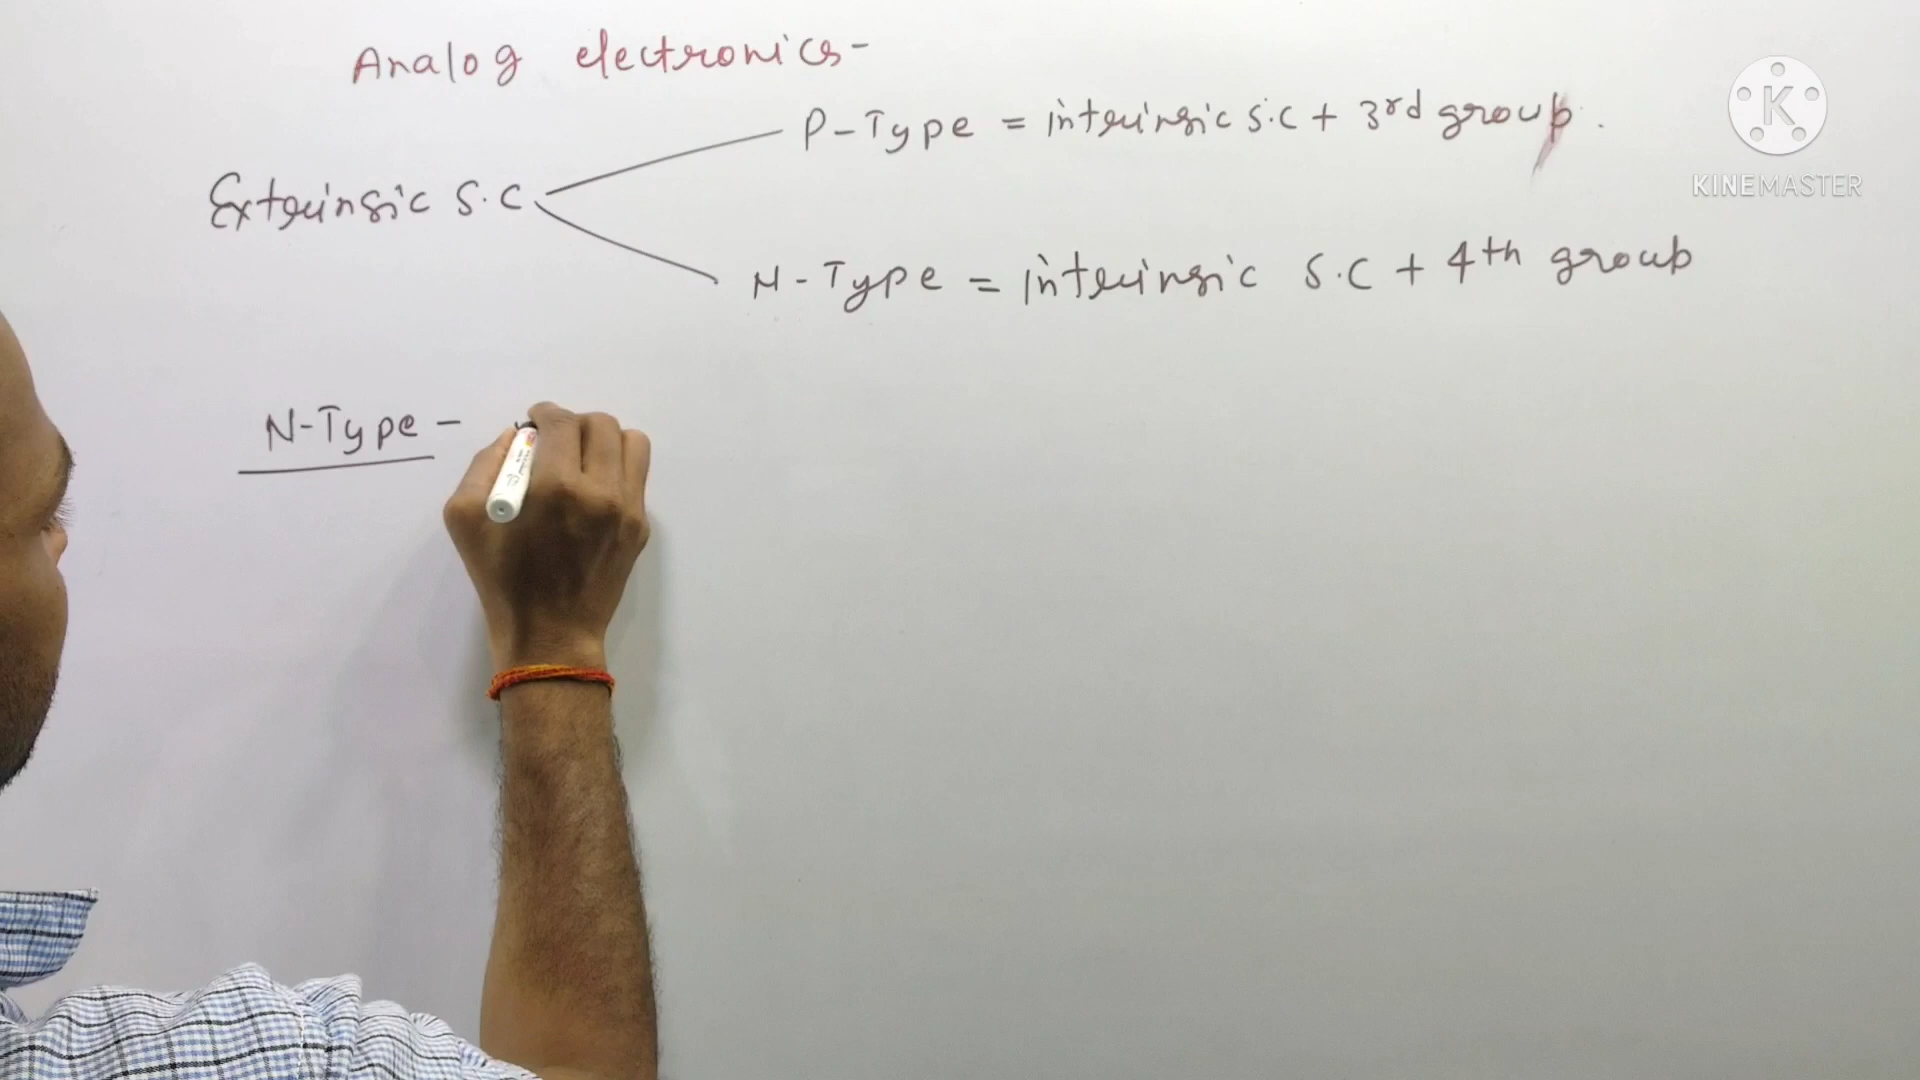 Analog electronics-
P-Type = intrinsic s.c + 3rd group.
Extrinsic S.C
N-Type = intrinsic S.C + 4th group
N-Type -
K
KINEMASTER